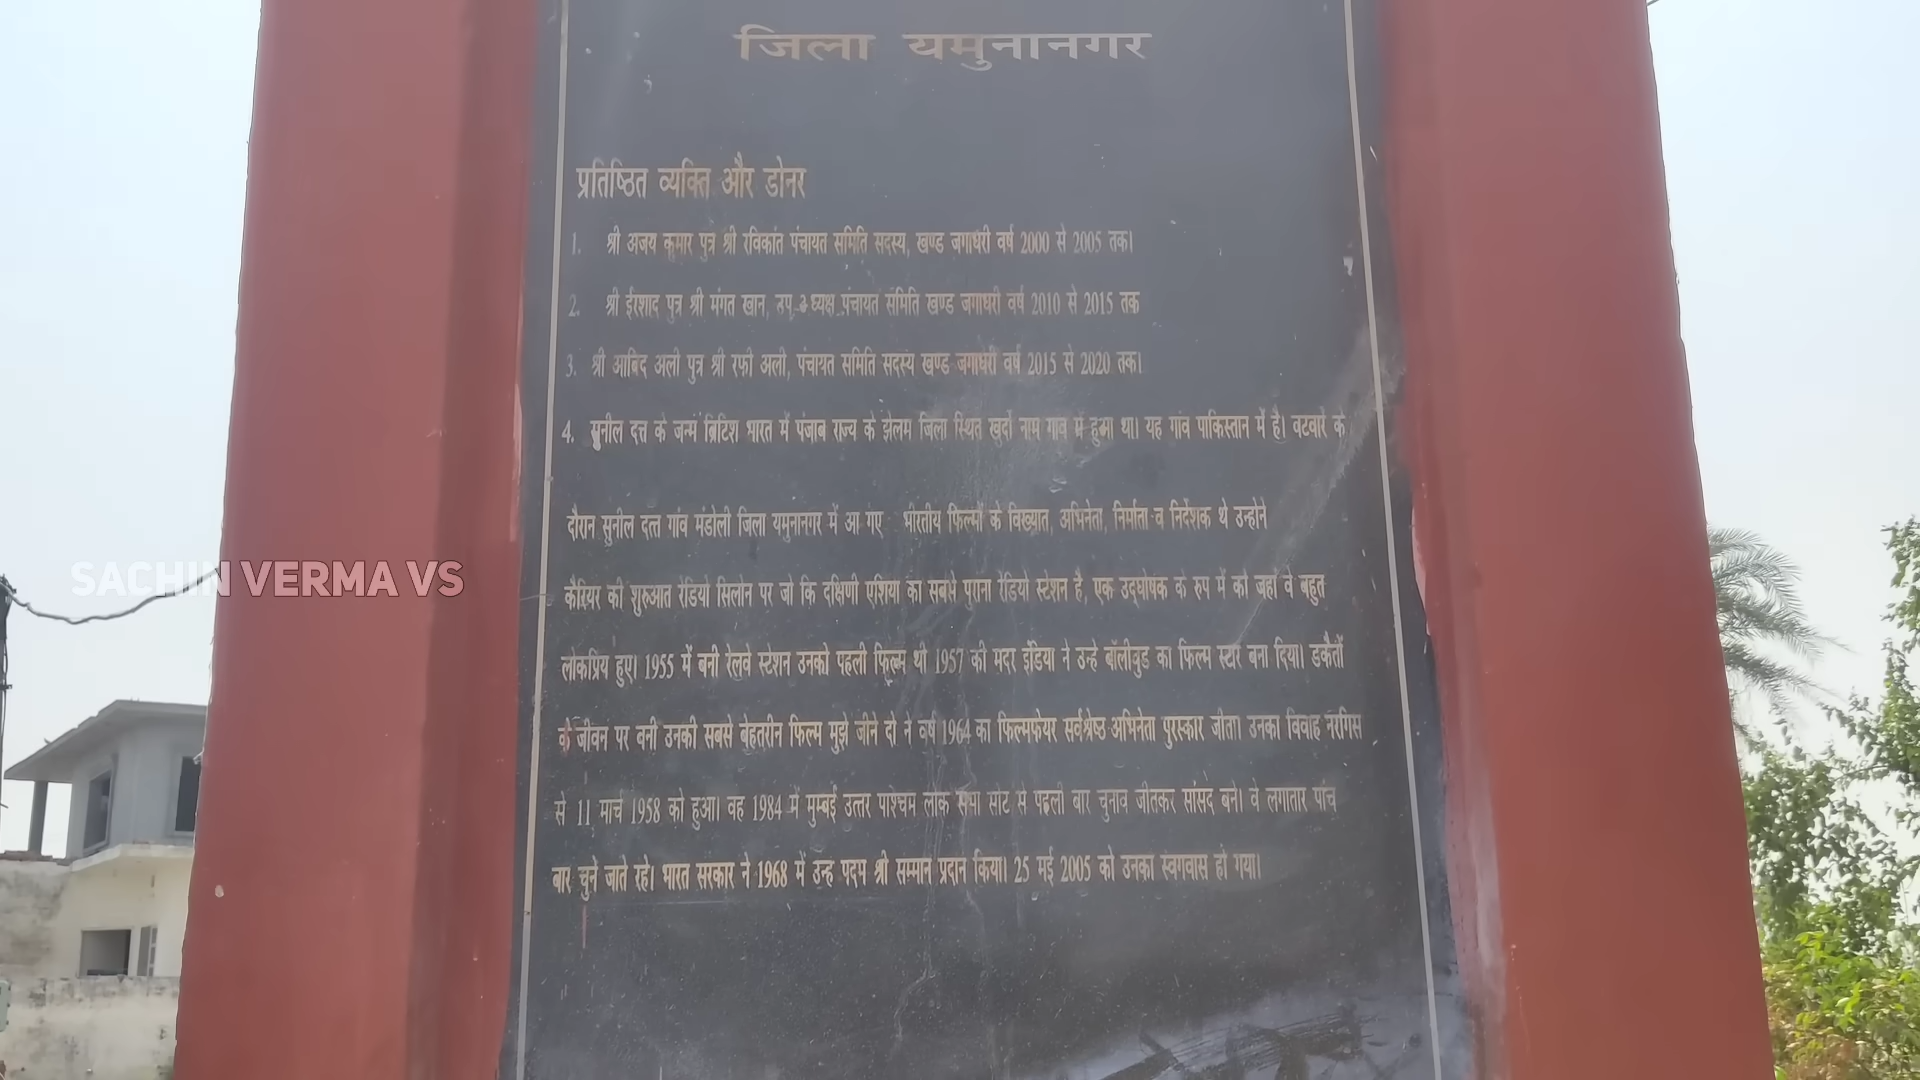 जिला यमुनानगर
प्रतिष्ठित व्यक्ति और डोनर
1. श्री अजय कुमार पुत्र श्री रविकांत पंचायत समिति सदस्य, खण्ड जगाधरी वर्ष 2000 से 2005 तक।
2. श्री ईरशाद पुत्र श्री मंगत खान, उप-अध्यक्ष पंचायत समिति खण्ड जगाधरी वर्ष 2010 से 2015 तक
3. श्री आबिद अली पुत्र श्री रफी अली, पंचायत समिति सदस्य खण्ड जगाधरी वर्ष 2015 से 2020 तक।
4. सुनील दत्त के जन्म ब्रिटिश भारत में पंजाब राज्य के झेलम जिला स्थित खुर्दी नाम गांव में हुआ था। यह गांव पाकिस्तान में है। बटवारे के
दौरान सुनील दत्त गांव मंडोली जिला यमुनानगर में आ गए भारतीय फिल्मों के विख्यात, अभिनेता, निर्माता व निर्देशक थे उन्होने
कैरियर की शुरुआत रेडियो सिलोन पर जो कि दक्षिणी एशिया का सबसे पुराना रेडियो स्टेशन है, एक उद्घोषक के रुप में की जहां वे बहुत
लोकप्रिय हुए। 1955 में बनी रेलवे स्टेशन उनकी पहली फिल्म थी 1957 की मदर इंडिया ने उन्हे बॉलीवुड का फिल्म स्टार बना दिया। डकैतों
के जीवन पर बनी उनकी सबसे बेहतरीन फिल्म मुझे जीने दो ने वर्ष 1964 का फिल्मफेयर सर्वश्रेष्ठ अभिनेता पुरस्कार जीता। उनका विवाह नरगिस
से 11 मार्च 1958 को हुआ। वह 1984 में मुम्बई उत्तर पश्चिम लोक सभा सीट से पहली बार चुनाव जीतकर सांसद बने। वे लगातार पांच
बार चुने जाते रहे। भारत सरकार ने 1968 में उन्हे पदम श्री सम्मान प्रदान किया। 25 मई 2005 को उनका स्वर्गवास हो गया।
SACHIN VERMA VS